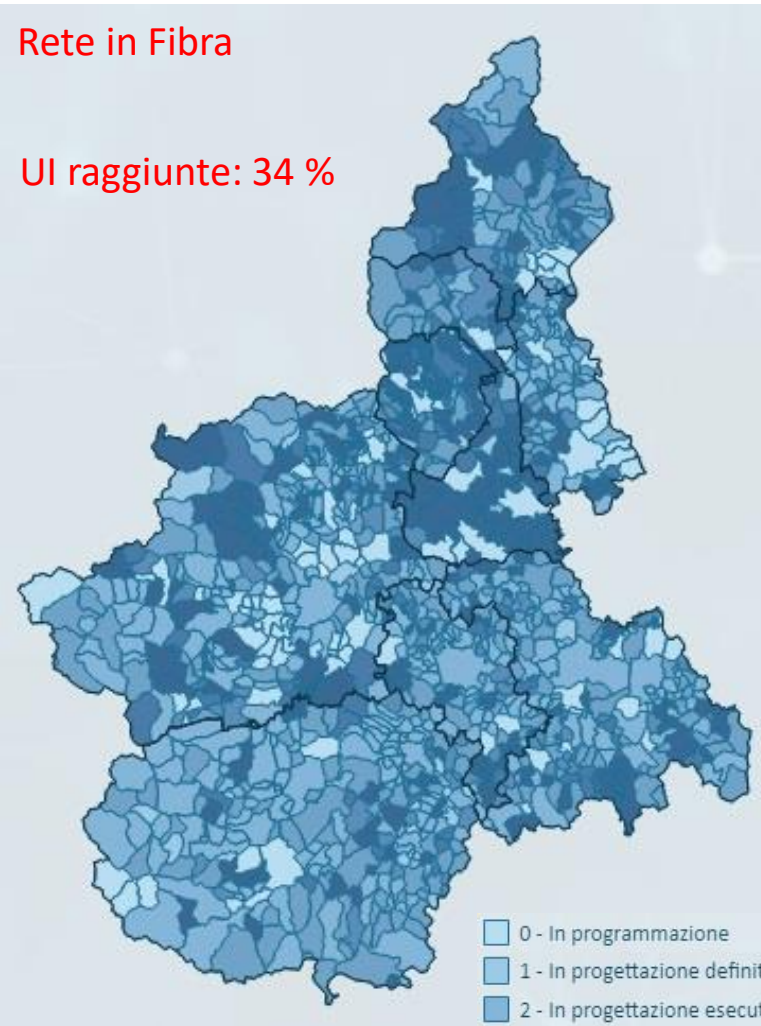 Rete in Fibra
UI raggiunte: 34 %
0 - In programmazione
1 - In progettazione definit
2 - In progettazione esecut